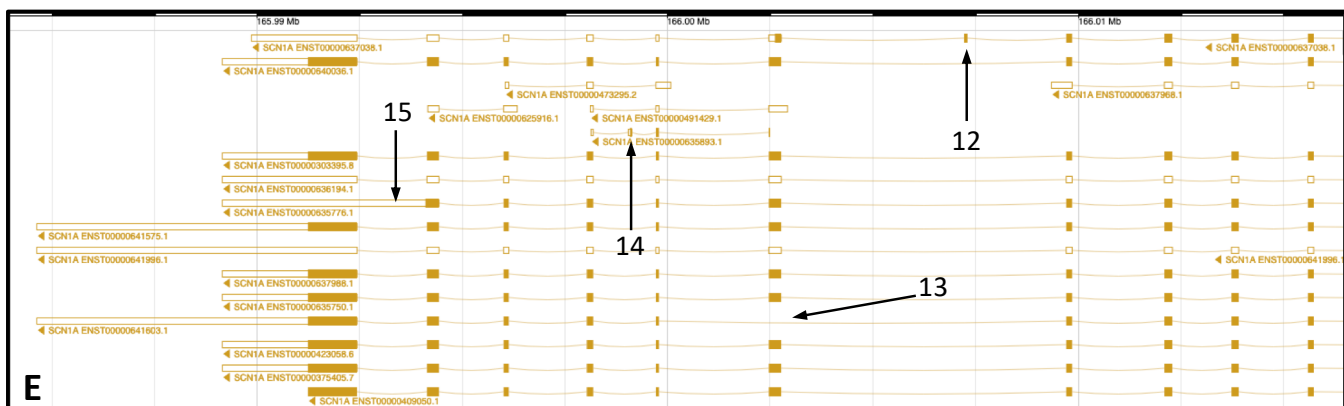 165.99 Mb 166.00 Mb 166.01 Mb
SCN1A ENST00000637038.1 SCN1A ENST00000637038.1
SCN1A ENST00000640036.1
SCN1A ENST00000473295.2 SCN1A ENST00000637968.1
15
SCN1A ENST00000625916.1 SCN1A ENST00000491429.1
12
SCN1A ENST00000635893.1
SCN1A ENST00000303395.8
SCN1A ENST00000636194.1
SCN1A ENST00000635776.1
SCN1A ENST00000641575.1
14
SCN1A ENST00000641996.1 SCN1A ENST00000641996.1
SCN1A ENST00000637988.1
13
SCN1A ENST00000635750.1
SCN1A ENST00000641603.1
SCN1A ENST00000423058.6
SCN1A ENST00000375405.7
E
SCN1A ENST00000409050.1